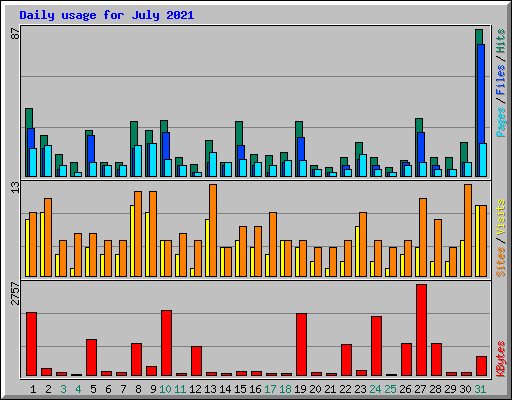 Daily usage for July 2021
87
Pages / Files / Hits
13
Sites / Visits
2757
KBytes
1 2 3 4 5 6 7 8 9 10 11 12 13 14 15 16 17 18 19 20 21 22 23 24 25 26 27 28 29 30 31